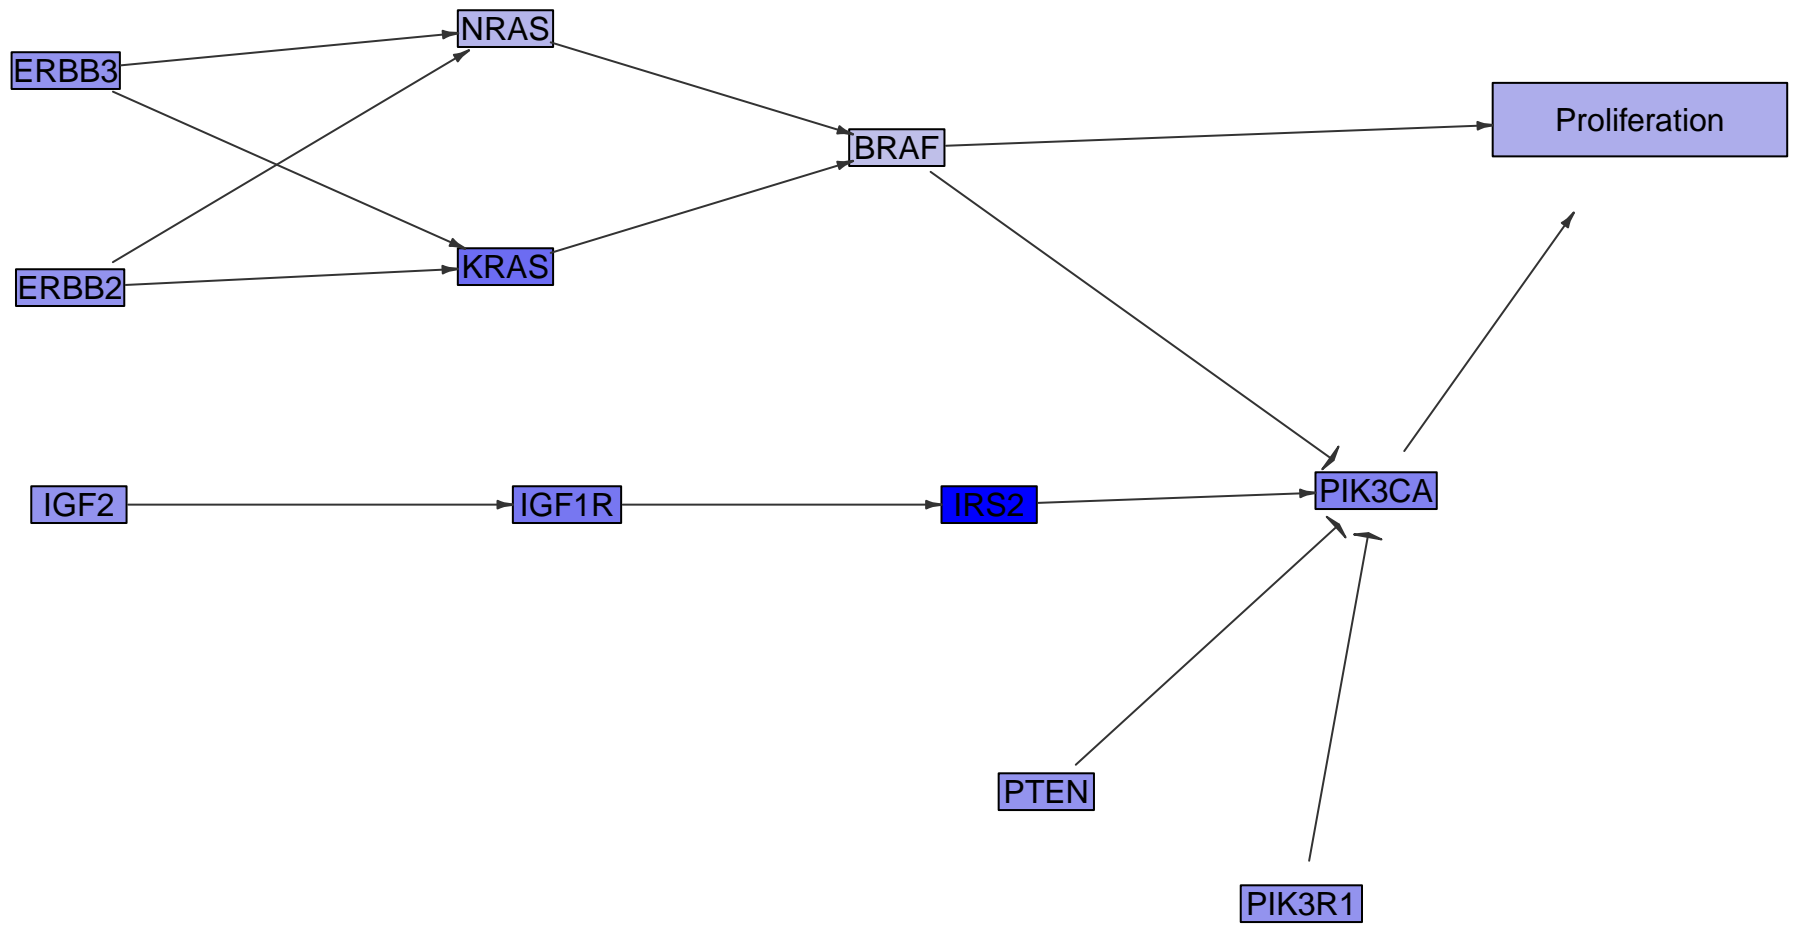 NRAS
ERBB3
Proliferation
BRAF
KRAS
ERBB2
PIK3CA
IGF2
IGF1R
IRS2
PTEN
PIK3R1